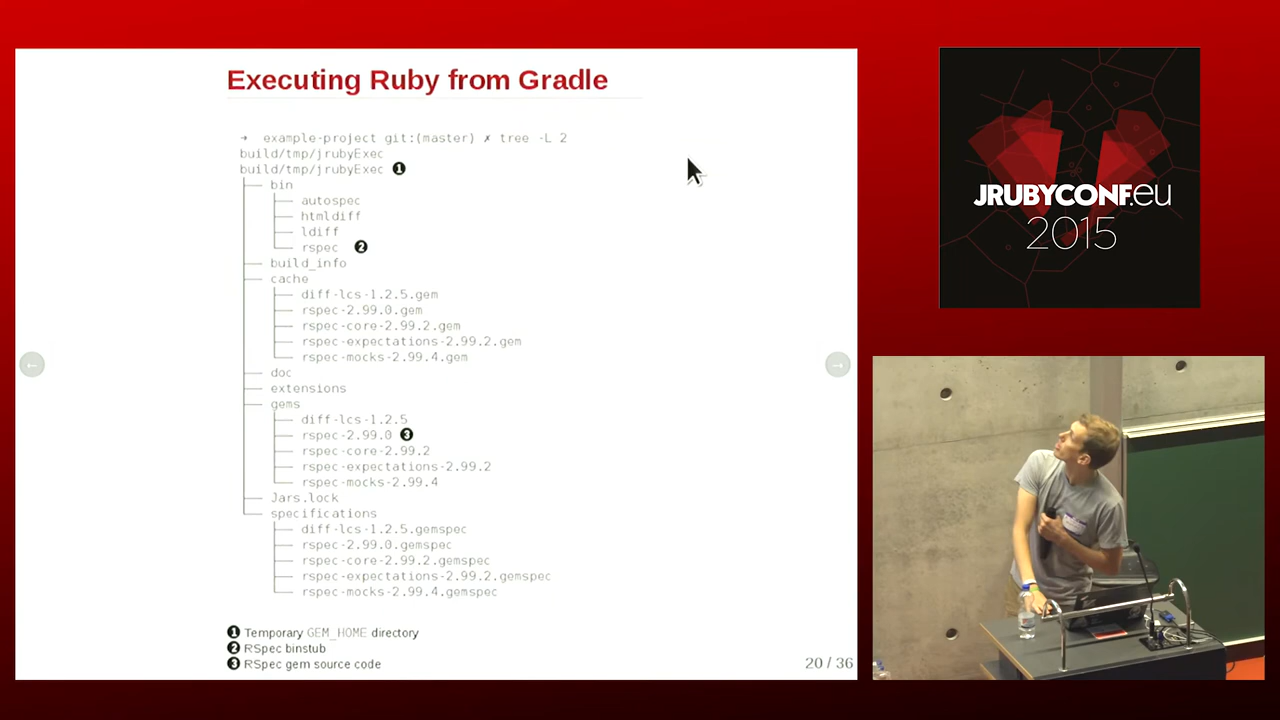 Executing Ruby from Gradle
➜ example-project git:(master) ✗ tree -L 2
build/tmp/jrubyExec
build/tmp/jrubyExec ❶
bin
autospec
htmldiff
ldiff
rspec ❷
build_info
cache
diff-lcs-1.2.5.gem
rspec-2.99.0.gem
rspec-core-2.99.2.gem
rspec-expectations-2.99.2.gem
rspec-mocks-2.99.4.gem
doc
extensions
gems
diff-lcs-1.2.5
rspec-2.99.0 ❸
rspec-core-2.99.2
rspec-expectations-2.99.2
rspec-mocks-2.99.4
Jars.lock
specifications
diff-lcs-1.2.5.gemspec
rspec-2.99.0.gemspec
rspec-core-2.99.2.gemspec
rspec-expectations-2.99.2.gemspec
rspec-mocks-2.99.4.gemspec
❶ Temporary GEM_HOME directory
❷ RSpec binstub
❸ RSpec gem source code
20 / 36
JRUBYCONF.eu
2015